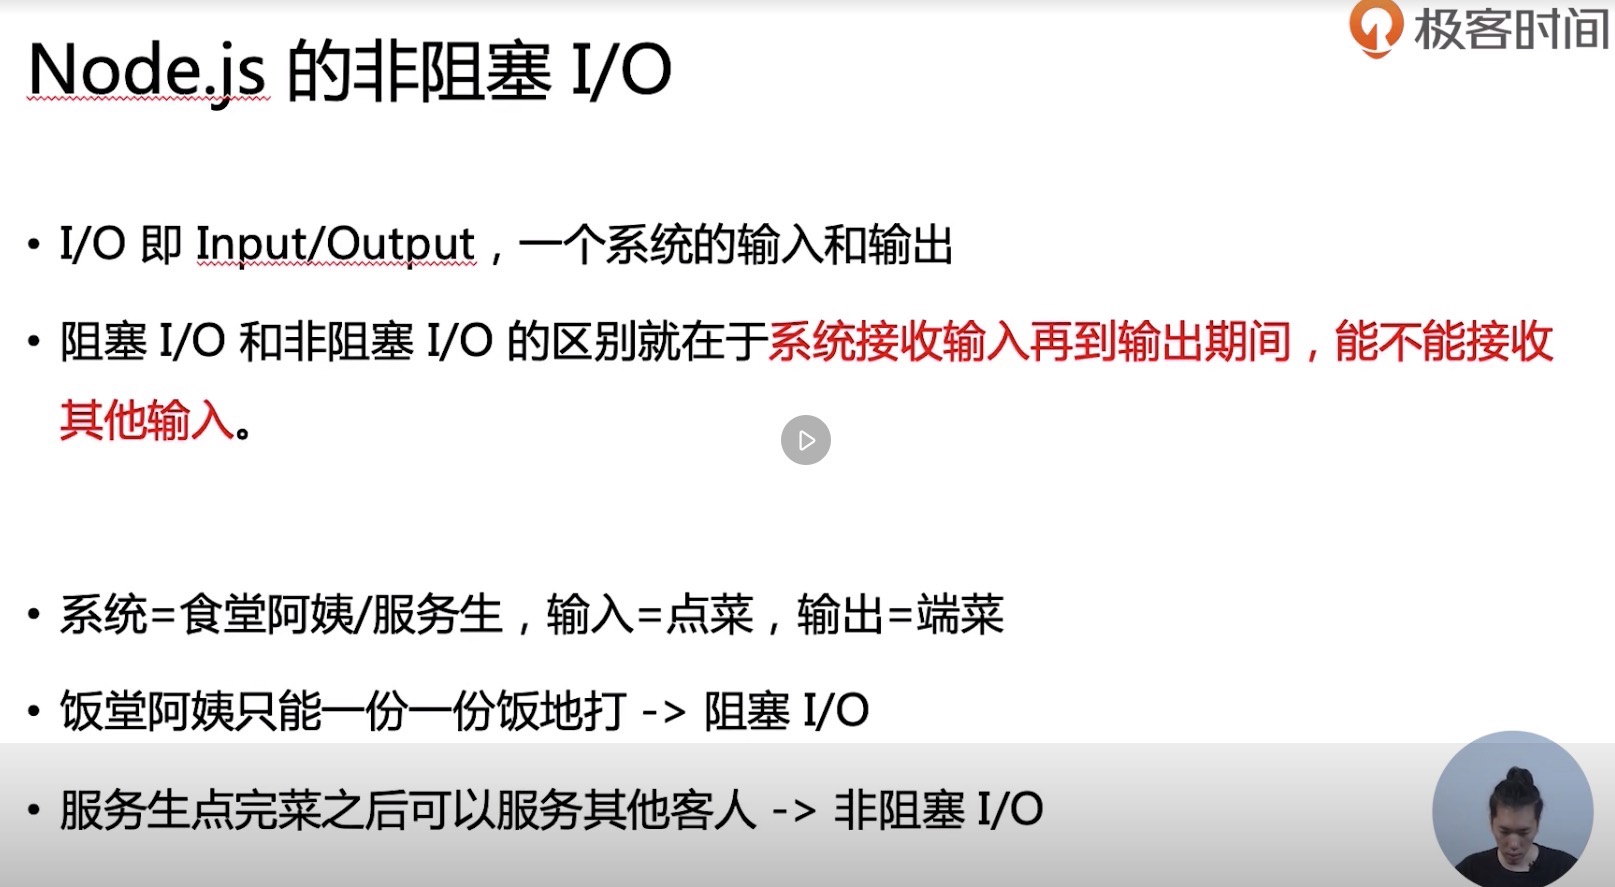 极客时间
Node.js 的非阻塞 I/O
• I/O 即 Input/Output，一个系统的输入和输出
• 阻塞 I/O 和非阻塞 I/O 的区别就在于系统接收输入再到输出期间，能不能接收
其他输入。
• 系统=食堂阿姨/服务生，输入=点菜，输出=端菜
• 饭堂阿姨只能一份一份饭地打 -> 阻塞 I/O
• 服务生点完菜之后可以服务其他客人 -> 非阻塞 I/O